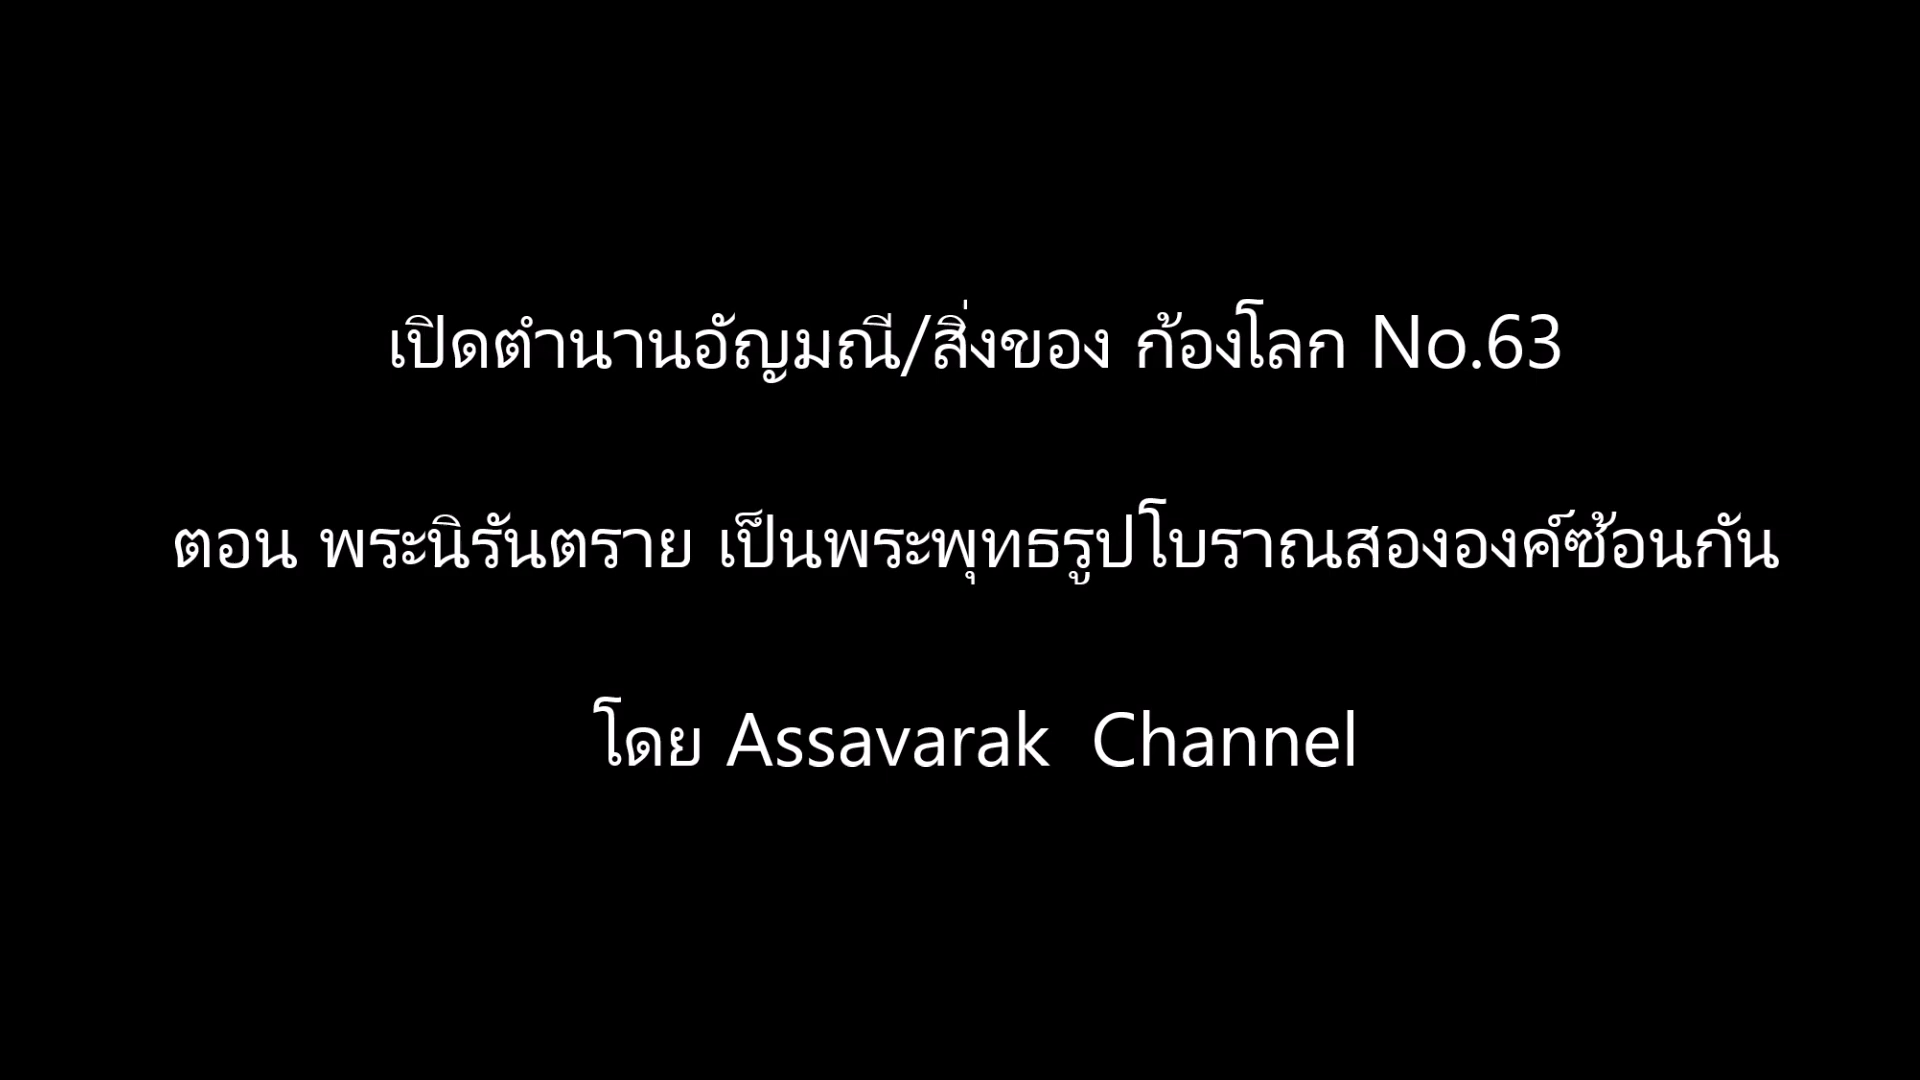 เปิดตำนานอัญมณี/สิ่งของ ก้องโลก No.63
ตอน พระนิรันตราย เป็นพระพุทธรูปโบราณสององค์ซ้อนกัน
โดย Assavarak  Channel